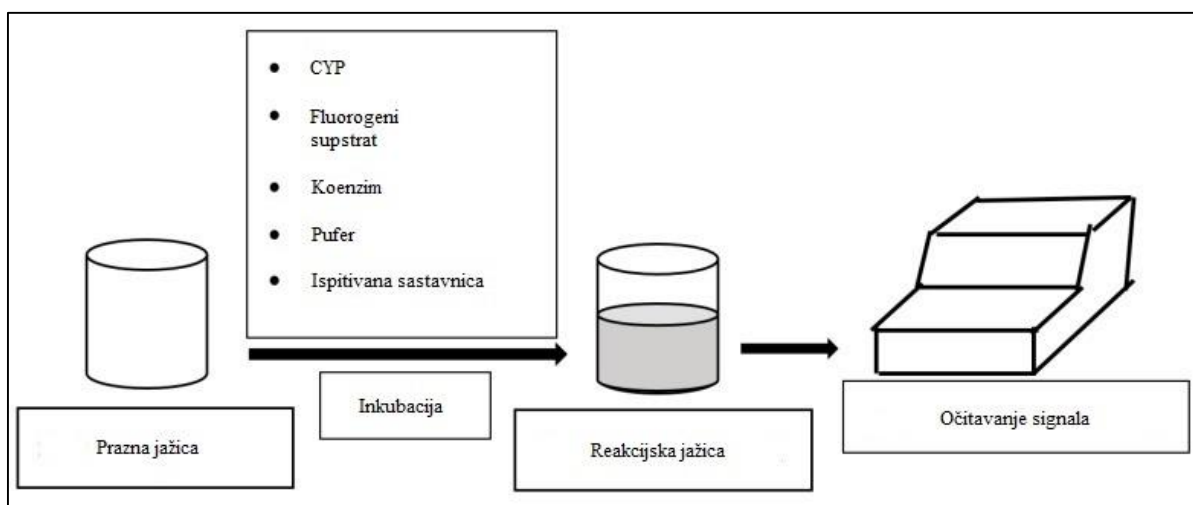 • CYP
• Fluorogeni
supstrat
• Koenzim
• Pufer
• Ispitivana sastavnica
Inkubacija
Prazna jažica
Reakcijska jažica
Očitavanje signala